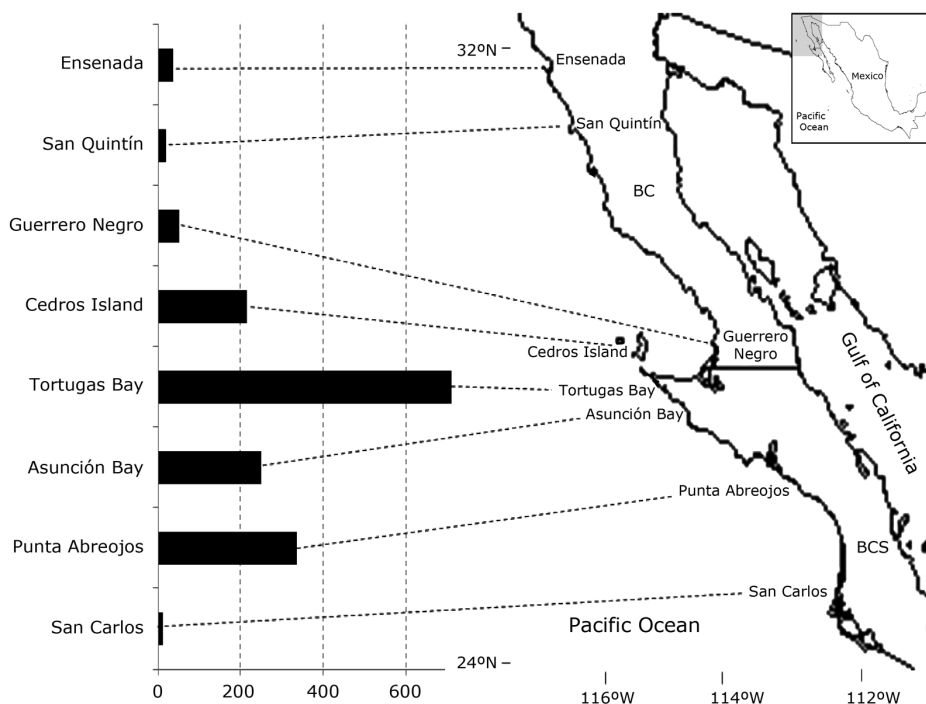 Ensenada
San Quintín
Guerrero Negro
Cedros Island
Tortugas Bay
Asunción Bay
Punta Abreojos
San Carlos
0
200
400
600
32ºN
24ºN
116ºW
114ºW
112ºW
Ensenada
San Quintín
BC
Guerrero
Negro
Cedros Island
Tortugas Bay
Asunción Bay
Punta Abreojos
BCS
San Carlos
Pacific Ocean
Gulf of California
Mexico
Pacific
Ocean